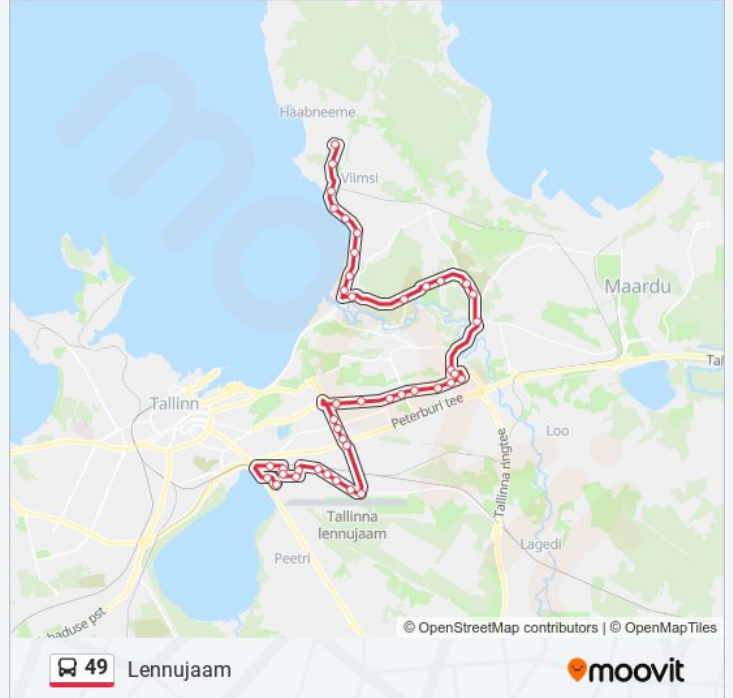 Haabneeme
Viimsi
Maardu
Tal
Tallinn
Peterburi tee
Loo
Tallinna ringtee
Tallinna
lennujaam
Lagedi
Peetri
baduse pst
© OpenStreetMap contributors | © OpenMapTiles
49 Lennujaam
moovit